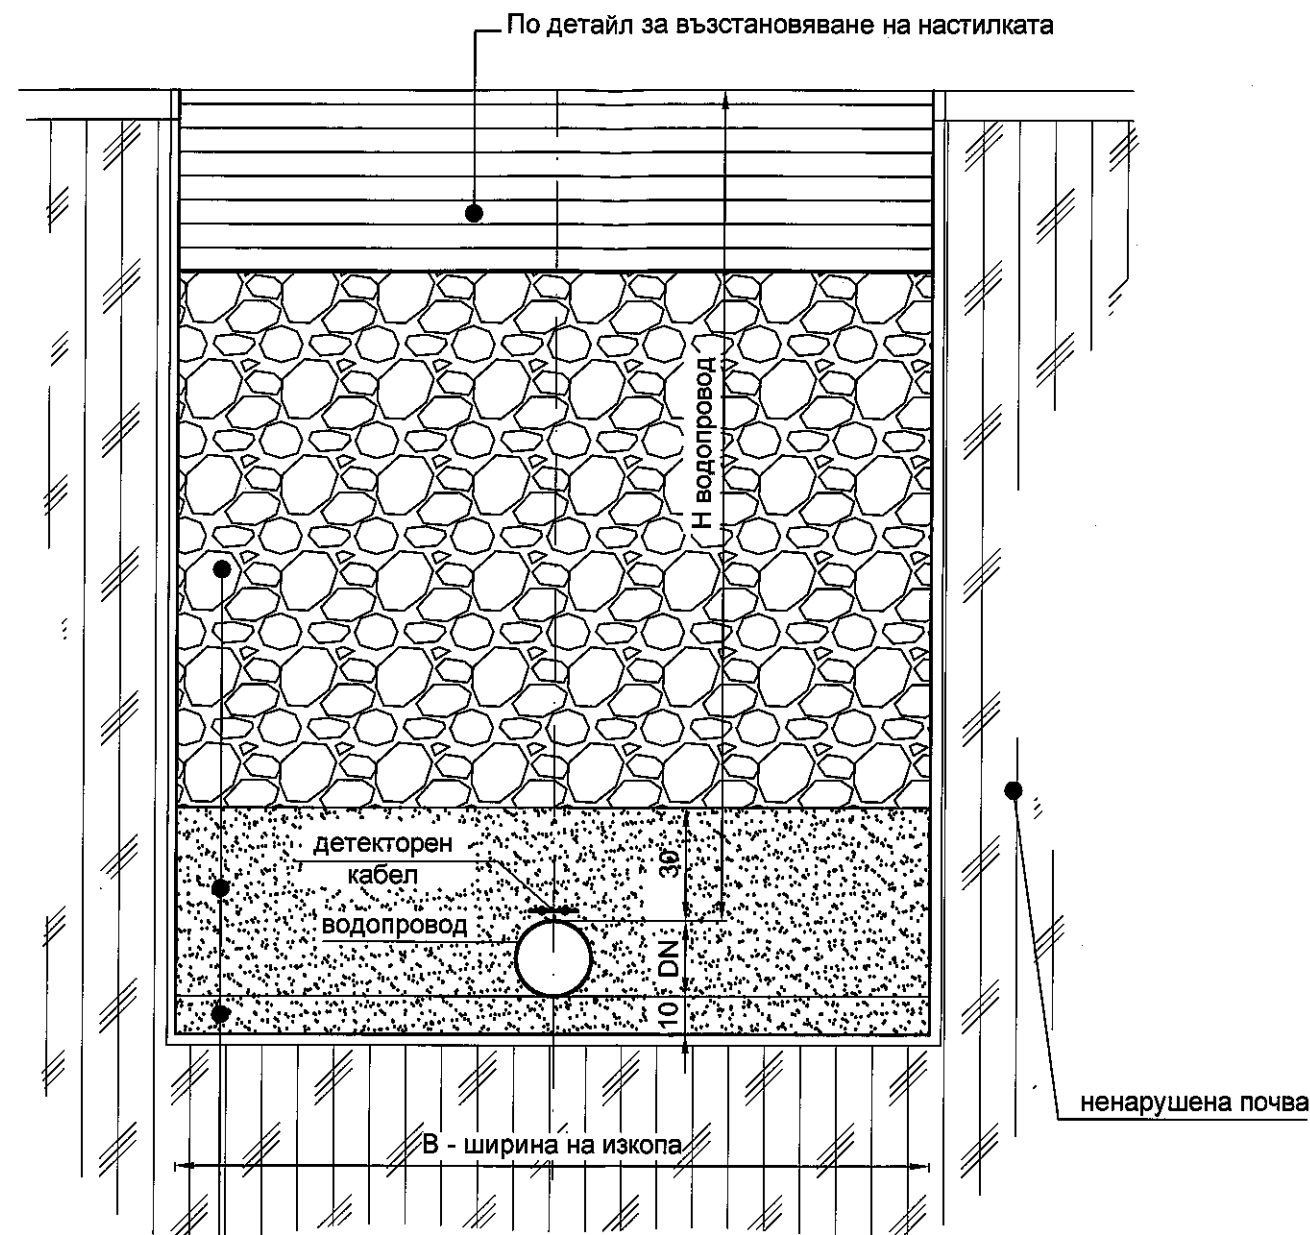 По детайл за възстановяване на настилката
Н водопровод
детекторен
кабел
30
водопровод
DN
10
ненарушена почва
В - ширина на изкопа